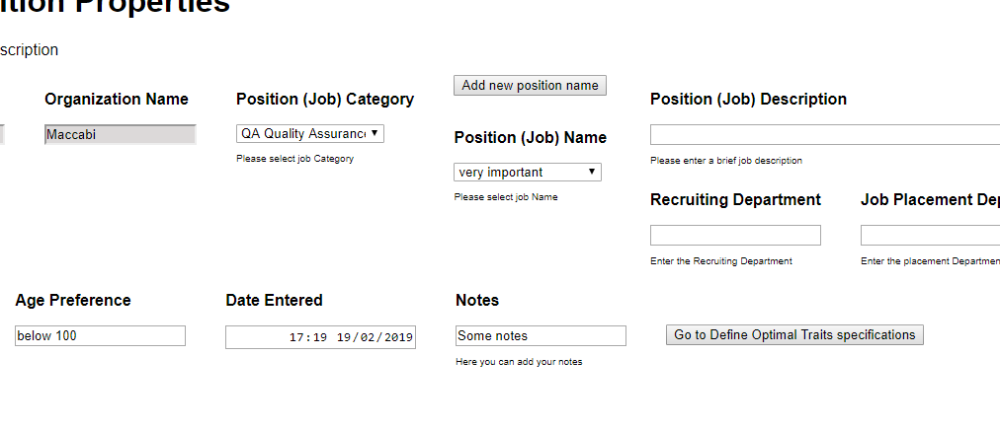 ition Properties
scription
Add new position name
Organization Name
Position (Job) Category
Position (Job) Description
Maccabi
QA Quality Assuranc
Position (Job) Name
Please select job Category
Please enter a brief job description
very important
Please select job Name
Recruiting Department
Job Placement Dep
Enter the Recruiting Department
Enter the placement Departmen
Age Preference
Date Entered
Notes
below 100
17:19 19/02/2019
Some notes
Go to Define Optimal Traits specifications
Here you can add your notes